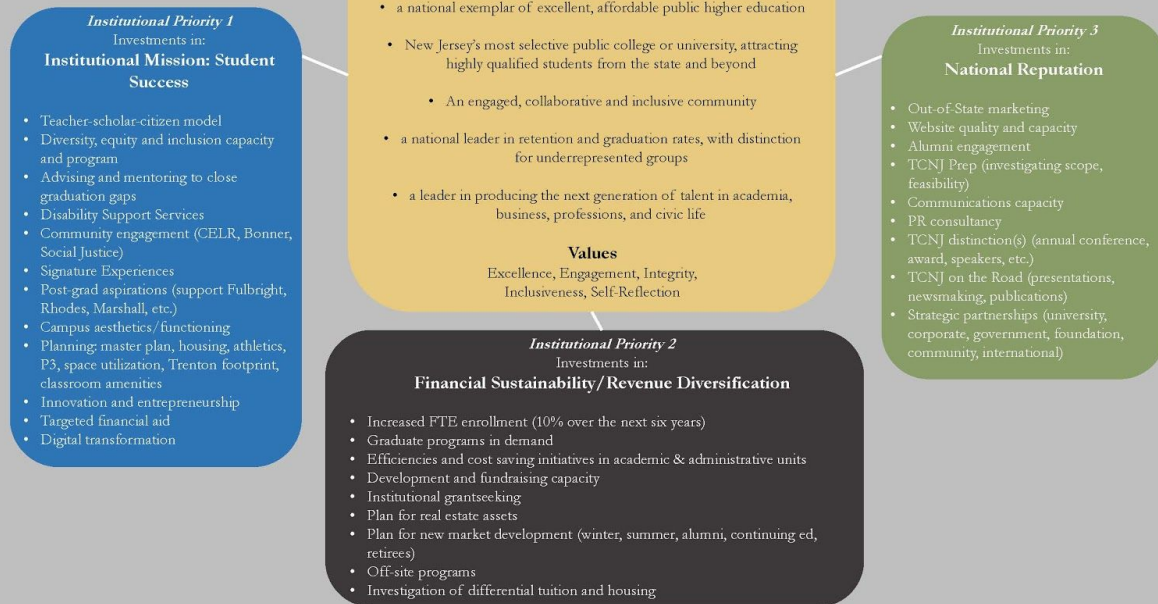 Institutional Priority 1
Investments in:
Institutional Mission: Student
Success
• Teacher-scholar-citizen model
• Diversity, equity and inclusion capacity
and program
• Advising and mentoring to close
graduation gaps
• Disability Support Services
• Community engagement (CELR, Bonner,
Social Justice)
• Signature Experiences
• Post-grad aspirations (support Fulbright,
Rhodes, Marshall, etc.)
• Campus aesthetics/functioning
• Planning: master plan, housing, athletics,
P3, space utilization, Trenton footprint,
classroom amenities
• Innovation and entrepreneurship
• Targeted financial aid
• Digital transformation
• a national exemplar of excellent, affordable public higher education
• New Jersey's most selective public college or university, attracting
highly qualified students from the state and beyond
• An engaged, collaborative and inclusive community
• a national leader in retention and graduation rates, with distinction
for underrepresented groups
• a leader in producing the next generation of talent in academia,
business, professions, and civic life
Values
Excellence, Engagement, Integrity,
Inclusiveness, Self-Reflection
Institutional Priority 3
Investments in:
National Reputation
• Out-of-State marketing
• Website quality and capacity
• Alumni engagement
• TCNJ Prep (investigating scope,
feasibility)
• Communications capacity
• PR consultancy
• TCNJ distinction(s) (annual conference,
award, speakers, etc.)
• TCNJ on the Road (presentations,
newsmaking, publications)
• Strategic partnerships (university,
corporate, government, foundation,
community, international)
Institutional Priority 2
Investments in:
Financial Sustainability/Revenue Diversification
• Increased FTE enrollment (10% over the next six years)
• Graduate programs in demand
• Efficiencies and cost saving initiatives in academic & administrative units
• Development and fundraising capacity
• Institutional grantseeking
• Plan for real estate assets
• Plan for new market development (winter, summer, alumni, continuing ed,
retirees)
• Off-site programs
• Investigation of differential tuition and housing